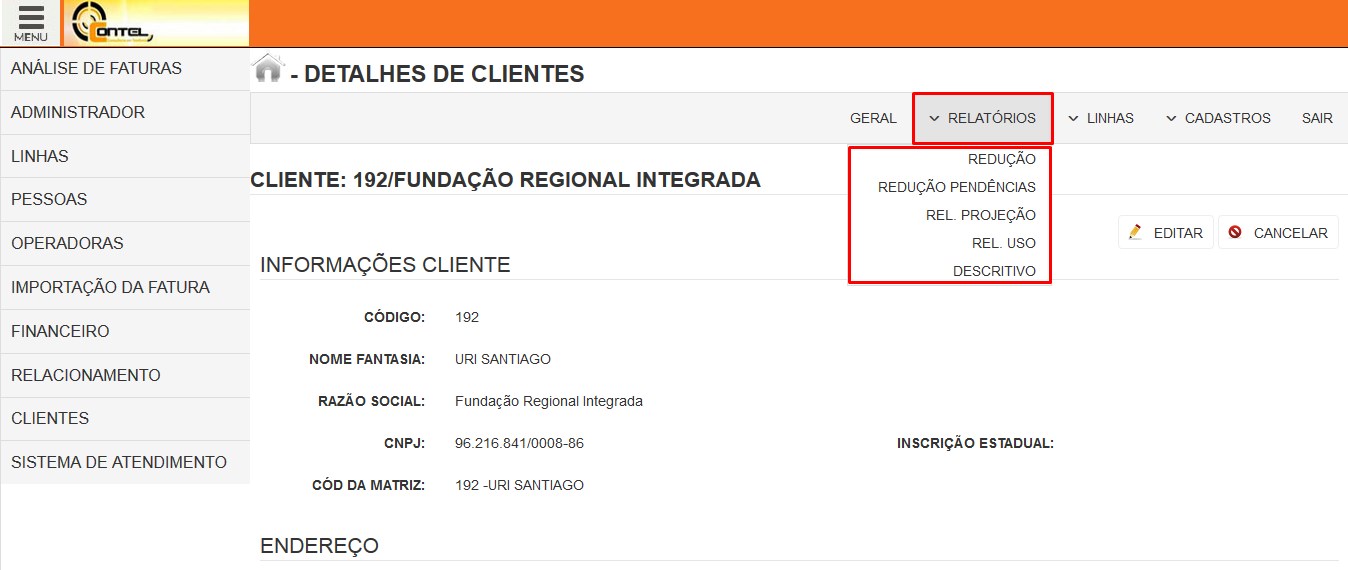 MENU
CONTEL
ANÁLISE DE FATURAS
ADMINISTRADOR
LINHAS
PESSOAS
OPERADORAS
IMPORTAÇÃO DA FATURA
FINANCEIRO
RELACIONAMENTO
CLIENTES
SISTEMA DE ATENDIMENTO
- DETALHES DE CLIENTES
GERAL RELATÓRIOS LINHAS CADASTROS SAIR
REDUÇÃO
REDUÇÃO PENDÊNCIAS
REL. PROJEÇÃO
REL. USO
DESCRITIVO
CLIENTE: 192/FUNDAÇÃO REGIONAL INTEGRADA
EDITAR CANCELAR
INFORMAÇÕES CLIENTE
CÓDIGO: 192
NOME FANTASIA: URI SANTIAGO
RAZÃO SOCIAL: Fundação Regional Integrada
CNPJ: 96.216.841/0008-86 INSCRIÇÃO ESTADUAL:
CÓD DA MATRIZ: 192 -URI SANTIAGO
ENDEREÇO